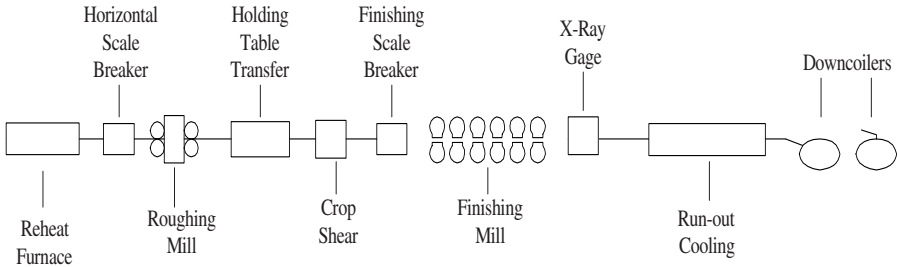 Horizontal
Scale
Breaker
Holding
Table
Transfer
Finishing
Scale
Breaker
X-Ray
Gage
Downcoilers
Reheat
Furnace
Roughing
Mill
Crop
Shear
Finishing
Mill
Run-out
Cooling